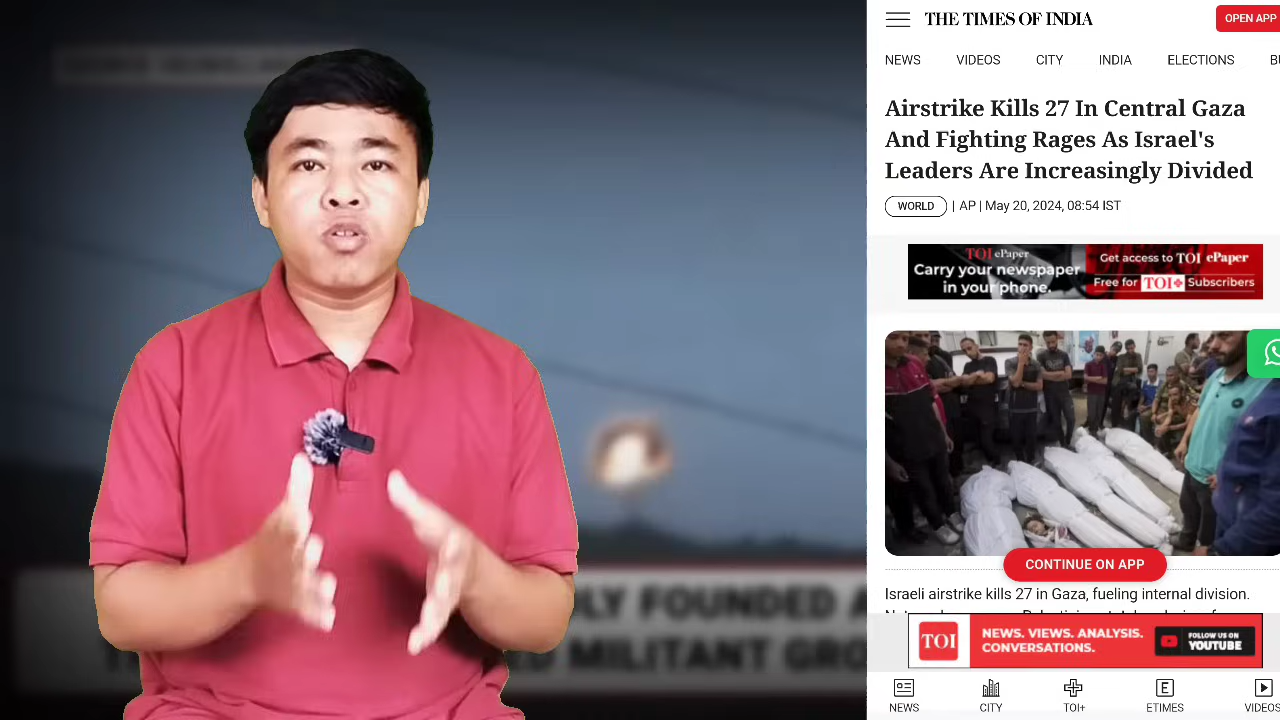 THE TIMES OF INDIA
OPEN APP
NEWS VIDEOS CITY INDIA ELECTIONS
Airstrike Kills 27 In Central Gaza
And Fighting Rages As Israel's
Leaders Are Increasingly Divided
WORLD | AP | May 20, 2024, 08:54 IST
TOI ePaper
Carry your newspaper
in your phone.
Get access to TOI ePaper
Free for TOI+ Subscribers
CONTINUE ON APP
Israeli airstrike kills 27 in Gaza, fueling internal division.
TOI
NEWS. VIEWS. ANALYSIS.
CONVERSATIONS.
FOLLOW US ON
YOUTUBE
NEWS CITY TOI+ ETIMES VIDEOS
FOUNDED
MILITANT